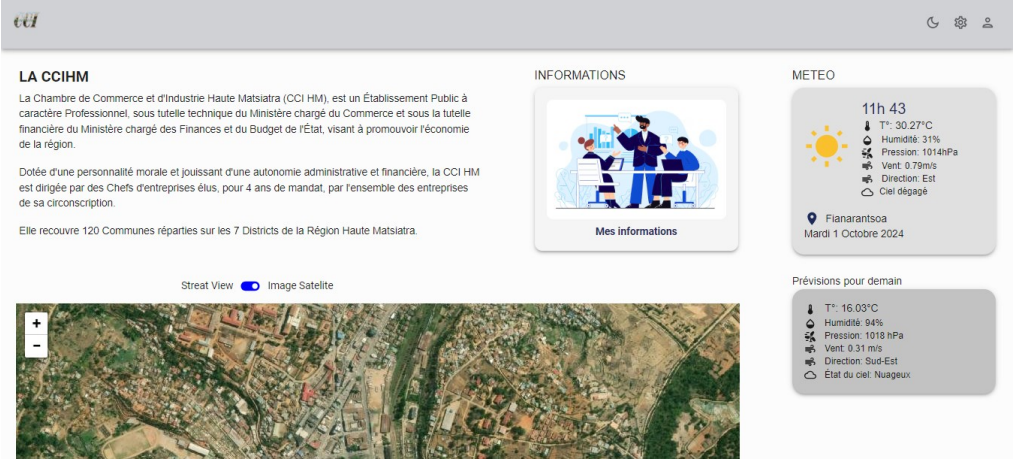 CCI
LA CCIHM
La Chambre de Commerce et d'Industrie Haute Matsiatra (CCI HM), est un Établissement Public à
caractère Professionnel, sous tutelle technique du Ministère chargé du Commerce et sous la tutelle
financière du Ministère chargé des Finances et du Budget de l'État, visant à promouvoir l'économie
de la région.
Dotée d'une personnalité morale et jouissant d'une autonomie administrative et financière, la CCI HM
est dirigée par des Chefs d'entreprises élus, pour 4 ans de mandat, par l'ensemble des entreprises
de sa circonscription.
Elle recouvre 120 Communes réparties sur les 7 Districts de la Région Haute Matsiatra.
INFORMATIONS
Mes informations
METEO
11h 43
T°: 30.27°C
Humidité: 31%
Pression: 1014hPa
Vent: 0.79m/s
Direction: Est
Ciel dégagé
Fianarantsoa
Mardi 1 Octobre 2024
Prévisions pour demain
T°: 16.03°C
Humidité: 94%
Pression: 1018 hPa
Vent: 0.31 m/s
Direction: Sud-Est
État du ciel: Nuageux
Streat View Image Satelite
+
-